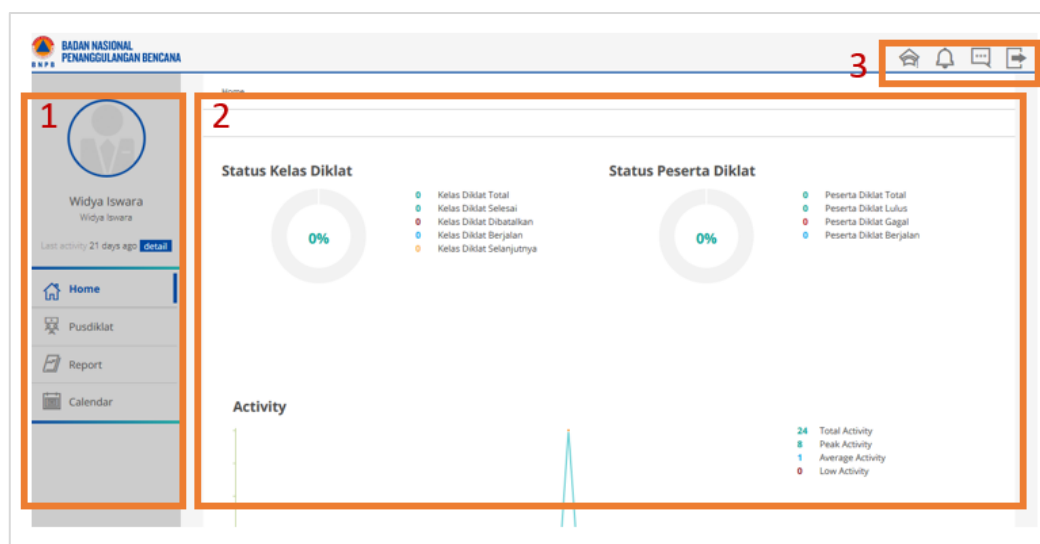 BADAN NASIONAL
PENANGGULANGAN BENCANA
BNPB
3
1
Widya Iswara
Widya Iswara
Last activity 21 days ago detail
Home
Pusdiklat
Report
Calendar
Home
2
Status Kelas Diklat
0%
0 Kelas Diklat Total
0 Kelas Diklat Selesai
0 Kelas Diklat Dibatalkan
0 Kelas Diklat Berjalan
0 Kelas Diklat Selanjutnya
Status Peserta Diklat
0%
0 Peserta Diklat Total
0 Peserta Diklat Lulus
0 Peserta Diklat Gagal
0 Peserta Diklat Berjalan
Activity
24 Total Activity
8 Peak Activity
1 Average Activity
0 Low Activity